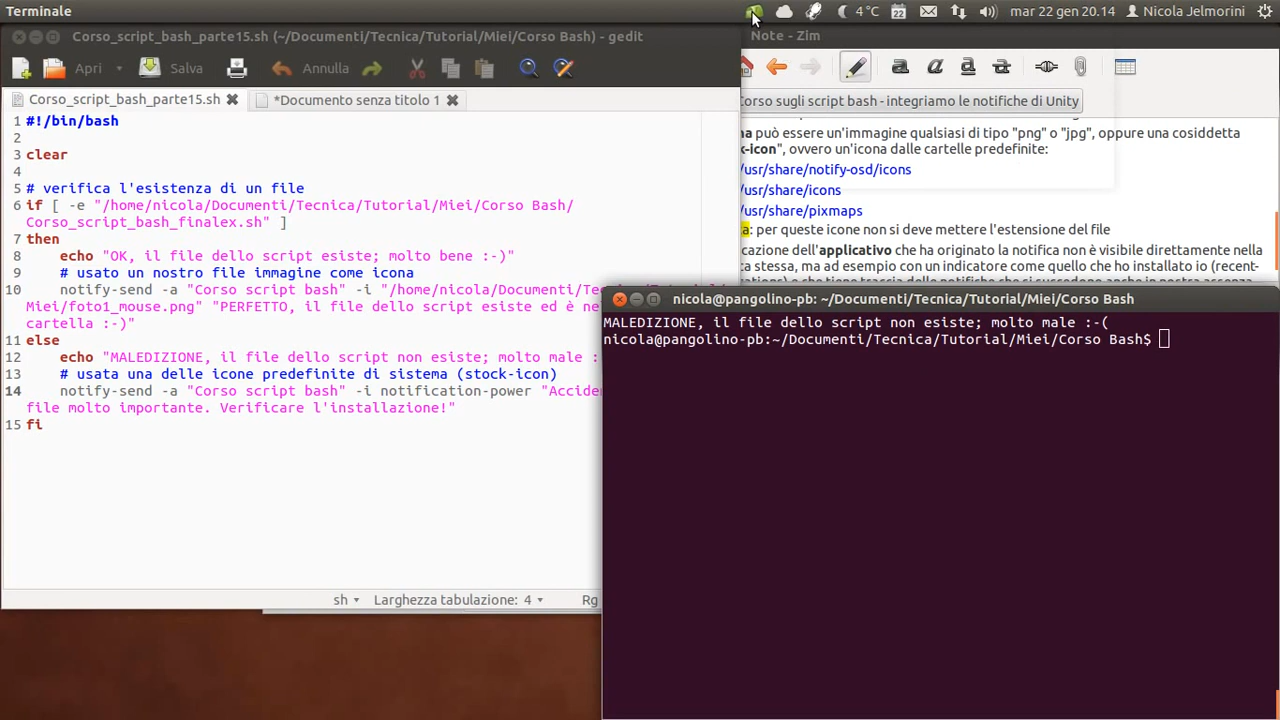 Terminale
4 °C
22
mar 22 gen 20.14
Nicola Jelmorini
Corso_script_bash_parte15.sh (~/Documenti/Tecnica/Tutorial/Miei/Corso Bash) - gedit
Apri
Salva
Annulla
Corso_script_bash_parte15.sh
*Documento senza titolo 1
1 #!/bin/bash
2
3 clear
4
5 # verifica l'esistenza di un file
6 if [ -e "/home/nicola/Documenti/Tecnica/Tutorial/Miei/Corso Bash/
Corso_script_bash_finalex.sh" ]
7 then
8 echo "OK, il file dello script esiste; molto bene :-)"
9 # usato un nostro file immagine come icona
10 notify-send -a "Corso script bash" -i "/home/nicola/Documenti/Te
Miei/foto1_mouse.png" "PERFETTO, il file dello script esiste ed è ne
cartella :-)"
11 else
12 echo "MALEDIZIONE, il file dello script non esiste; molto male :
13 # usata una delle icone predefinite di sistema (stock-icon)
14 notify-send -a "Corso script bash" -i notification-power "Accide
file molto importante. Verificare l'installazione!"
15 fi
sh
Larghezza tabulazione: 4
Rg
Note - Zim
Corso sugli script bash - integriamo le notifiche di Unity
na può essere un'immagine qualsiasi di tipo "png" o "jpg", oppure una cosiddetta
k-icon", ovvero un'icona dalle cartelle predefinite:
/usr/share/notify-osd/icons
/usr/share/icons
/usr/share/pixmaps
a: per queste icone non si deve mettere l'estensione del file
cazione dell'applicativo che ha originato la notifica non è visibile direttamente nella
ca stessa, ma ad esempio con un indicatore come quello che ho installato io (recent-
nicola@pangolino-pb: ~/Documenti/Tecnica/Tutorial/Miei/Corso Bash
MALEDIZIONE, il file dello script non esiste; molto male :-(
nicola@pangolino-pb:~/Documenti/Tecnica/Tutorial/Miei/Corso Bash$